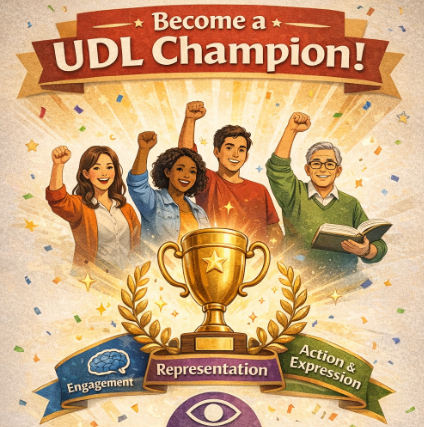 Become a
UDL Champion!
Engagement
Representation
Action &
Expression